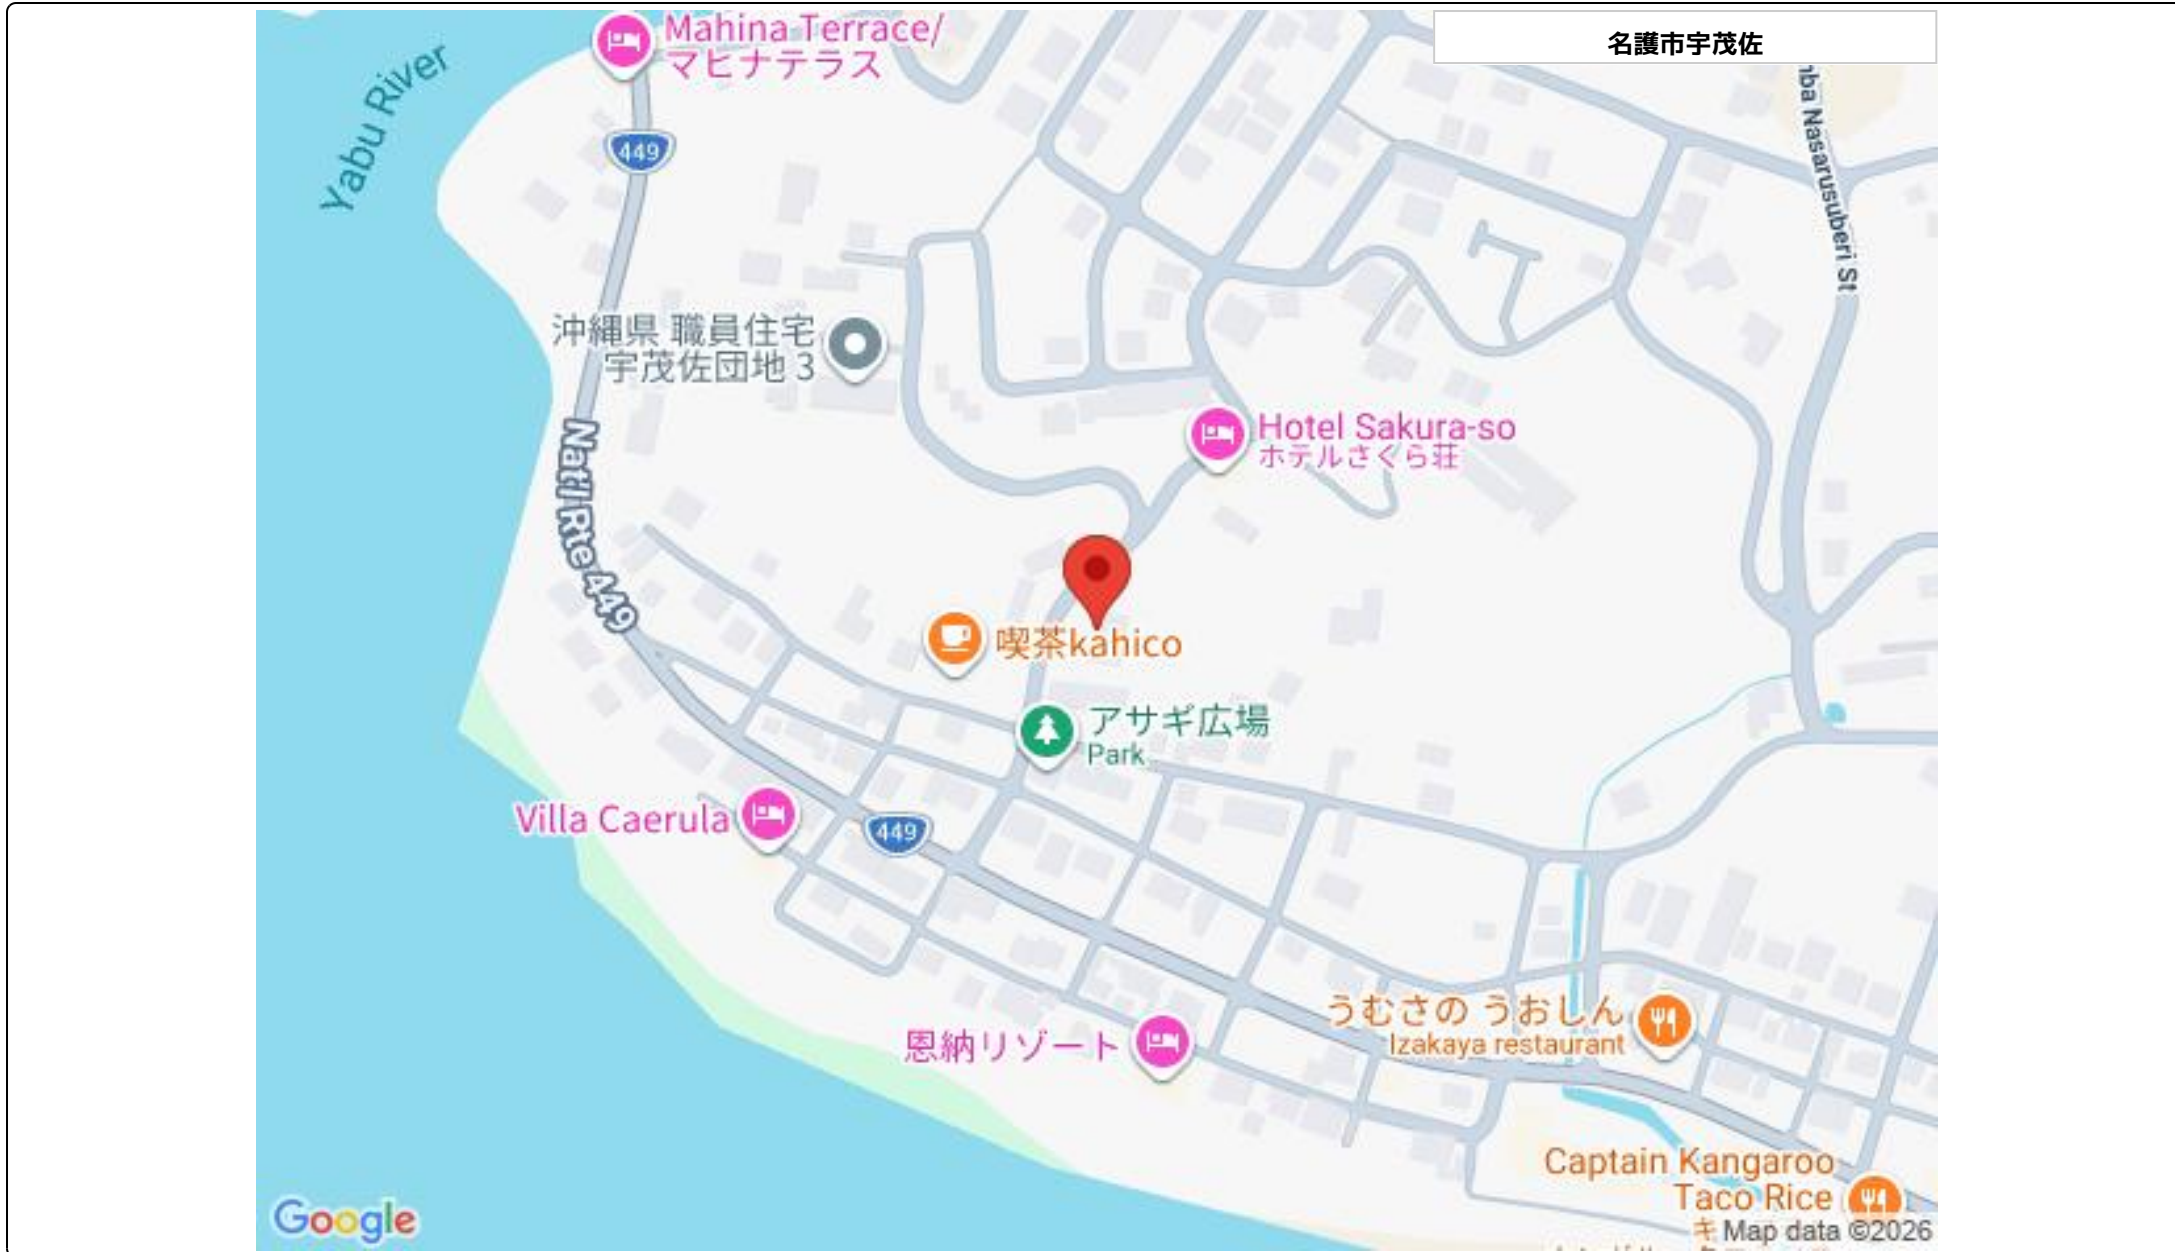 Mahina Terrace/
マヒナテラス
名護市宇茂佐
Yabu River
449
Nasarusuberi St
沖縄県 職員住宅
宇茂佐団地 3
Hotel Sakura-so
ホテルさくら荘
Nat'l Rte 449
喫茶kahico
アサギ広場
Park
Villa Caerula
449
うむさの うおしん
Izakaya restaurant
恩納リゾート
Captain Kangaroo
Taco Rice
キ
Map data ©2026
Google